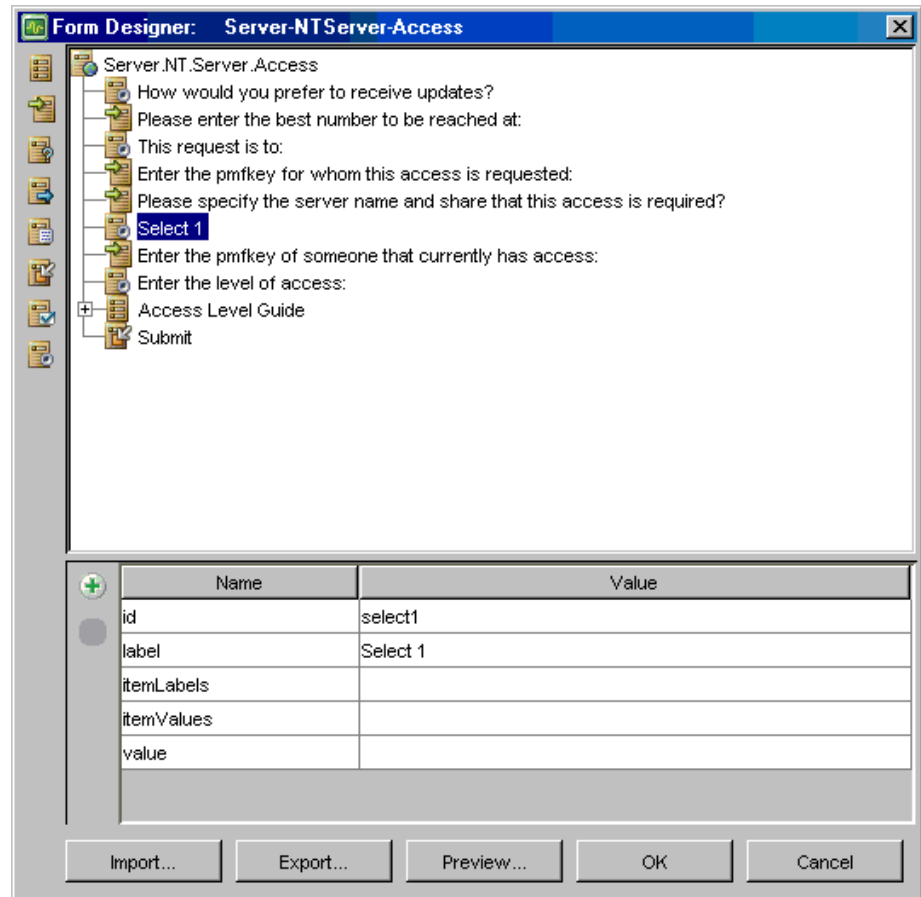 Form Designer: Server-NTServer-Access
Server.NT.Server.Access
How would you prefer to receive updates?
Please enter the best number to be reached at:
This request is to:
Enter the pmfkey for whom this access is requested:
Please specify the server name and share that this access is required?
Select 1
Enter the pmfkey of someone that currently has access:
Enter the level of access:
Access Level Guide
Submit
Name Value
id select1
label Select 1
itemLabels
itemValues
value
Import... Export... Preview... OK Cancel